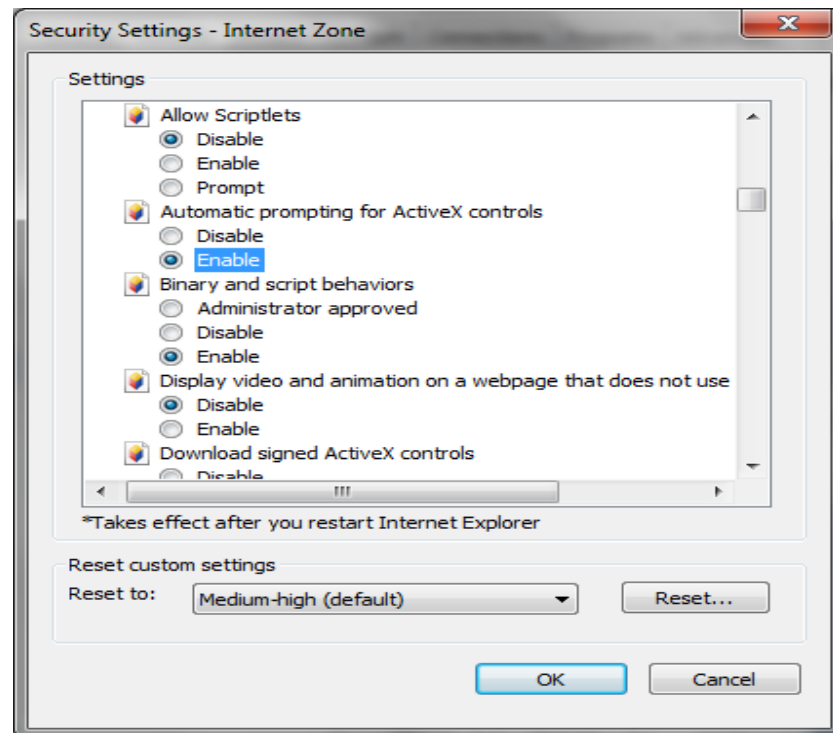 Security Settings - Internet Zone
Settings
Allow Scriptlets
Disable
Enable
Prompt
Automatic prompting for ActiveX controls
Disable
Enable
Binary and script behaviors
Administrator approved
Disable
Enable
Display video and animation on a webpage that does not use
Disable
Enable
Download signed ActiveX controls
Disable
*Takes effect after you restart Internet Explorer
Reset custom settings
Reset to: Medium-high (default) Reset...
OK Cancel